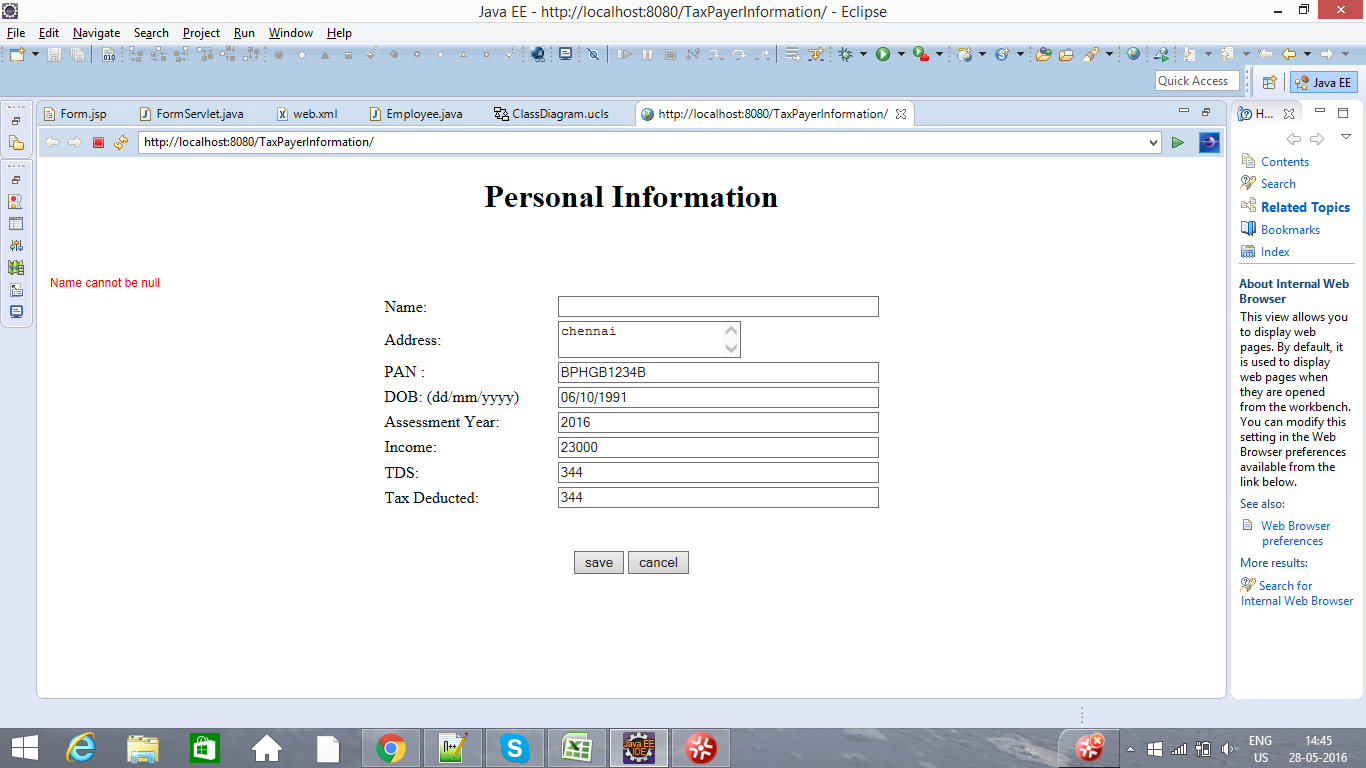 Java EE - http://localhost:8080/TaxPayerInformation/ - Eclipse
File Edit Navigate Search Project Run Window Help
010
Quick Access
Java EE
Form.jsp FormServlet.java web.xml Employee.java ClassDiagram.ucls http://localhost:8080/TaxPayerInformation/
H...
http://localhost:8080/TaxPayerInformation/
Personal Information
Name cannot be null
Name:
Address: chennai
PAN : BPHGB1234B
DOB: (dd/mm/yyyy) 06/10/1991
Assessment Year: 2016
Income: 23000
TDS: 344
Tax Deducted: 344
save cancel
Contents
Search
Related Topics
Bookmarks
Index
About Internal Web
Browser
This view allows you
to display web
pages. By default, it
is used to display
web pages when
they are opened
from the workbench.
You can modify this
setting in the Web
Browser preferences
available from the
link below.
See also:
Web Browser
preferences
More results:
Search for
Internal Web Browser
ENG
US
14:45
28-05-2016